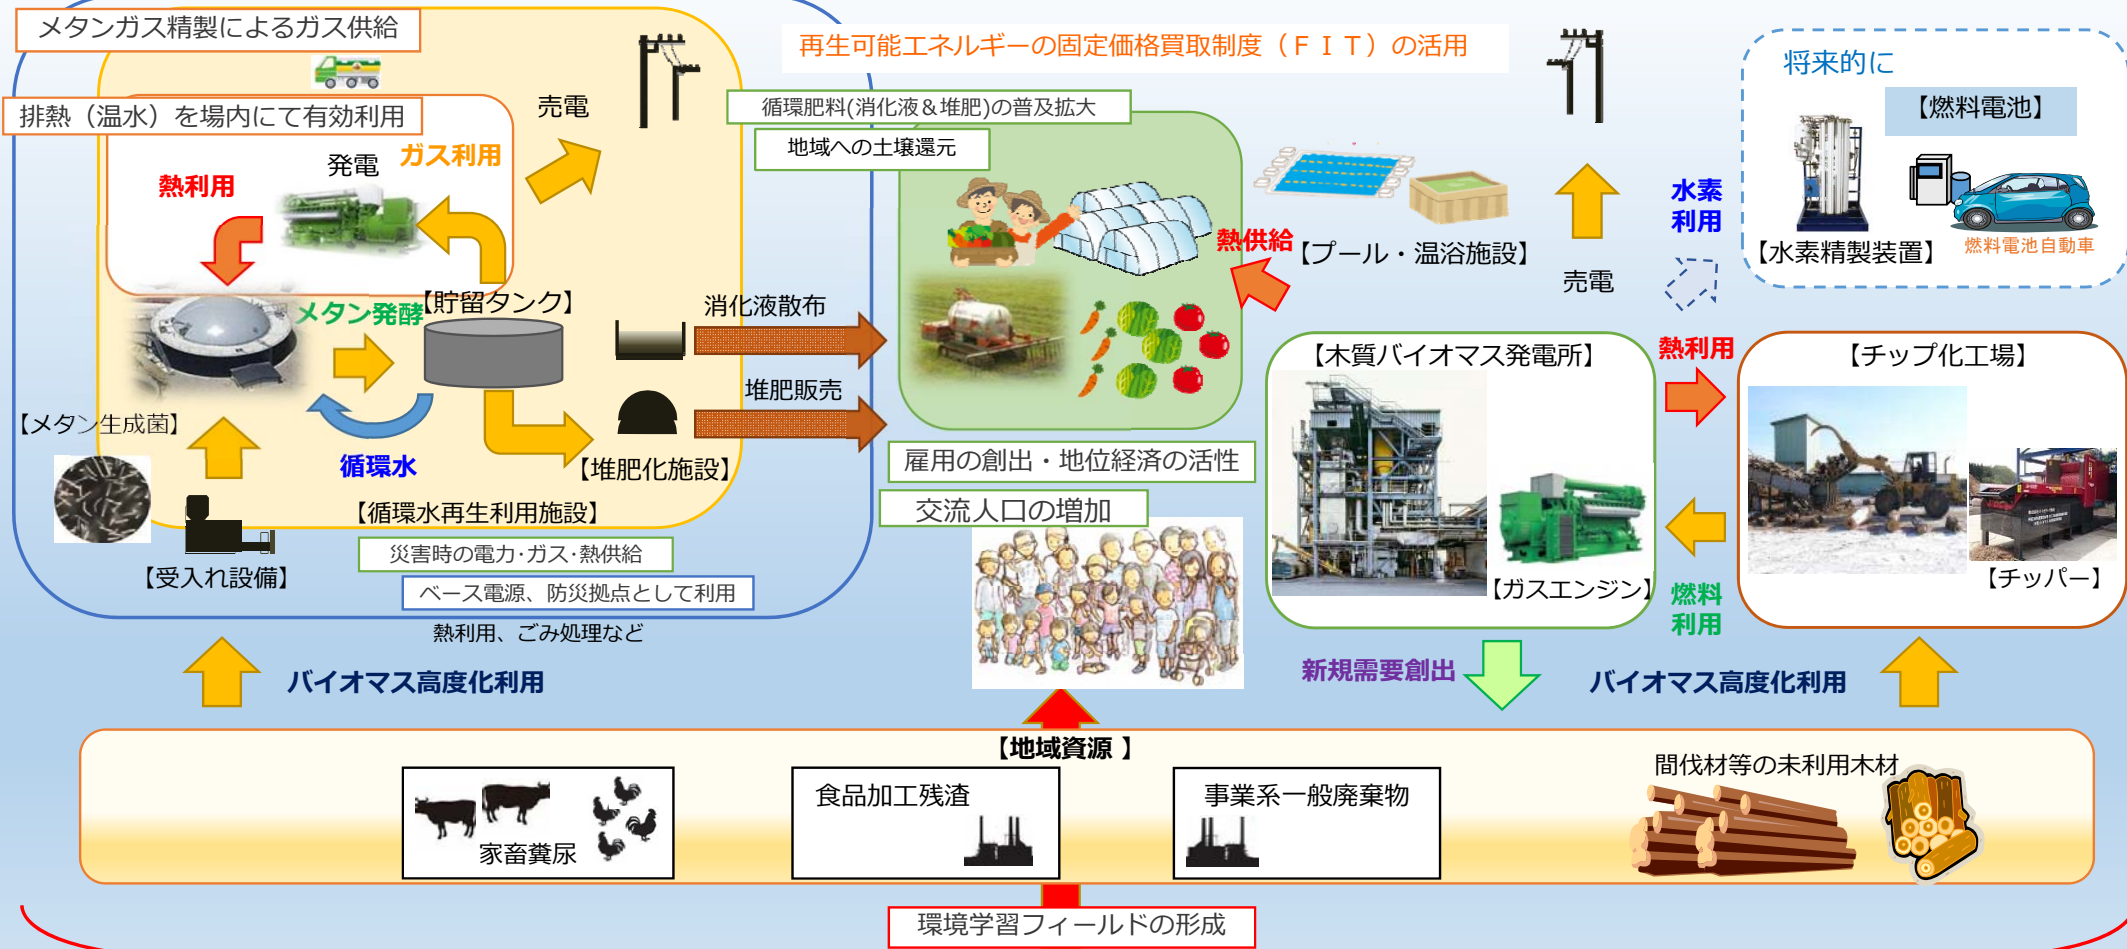 メタンガス精製によるガス供給
再生可能エネルギーの固定価格買取制度（ＦＩＴ）の活用
将来的に
【燃料電池】
排熱（温水）を場内にて有効利用
売電
循環肥料(消化液＆堆肥)の普及拡大
地域への土壌還元
発電
ガス利用
熱利用
水素
利用
熱供給
【プール・温浴施設】
【水素精製装置】
燃料電池自動車
売電
メタン発酵
【貯留タンク】
消化液散布
【木質バイオマス発電所】
熱利用
【チップ化工場】
堆肥販売
【メタン生成菌】
循環水
【堆肥化施設】
雇用の創出・地位経済の活性
交流人口の増加
【循環水再生利用施設】
災害時の電力・ガス・熱供給
【受入れ設備】
ベース電源、防災拠点として利用
【ガスエンジン】
燃料
利用
【チッパー】
熱利用、ごみ処理など
バイオマス高度化利用
新規需要創出
バイオマス高度化利用
【地域資源 】
家畜糞尿
食品加工残渣
事業系一般廃棄物
間伐材等の未利用木材
環境学習フィールドの形成